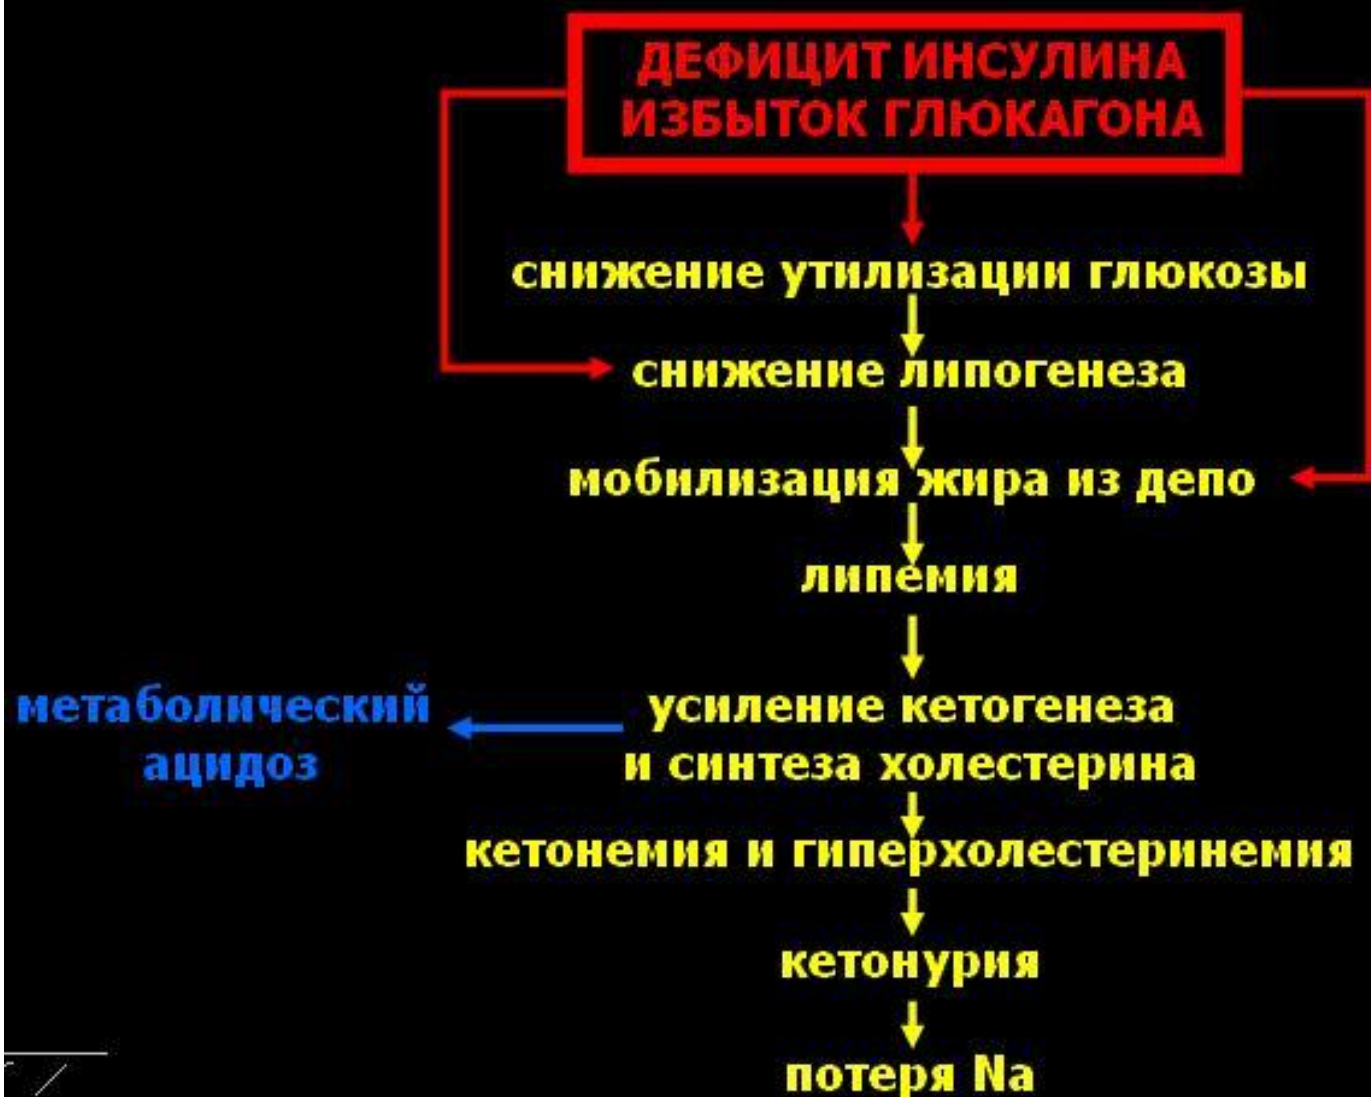 ДЕФИЦИТ ИНСУЛИНА
ИЗБЫТОК ГЛЮКАГОНА
снижение утилизации глюкозы
снижение липогенеза
мобилизация жира из депо
липемия
усиление кетогенеза
и синтеза холестерина
метаболический
ацидоз
кетонемия и гиперхолестеринемия
кетонурия
потеря Na